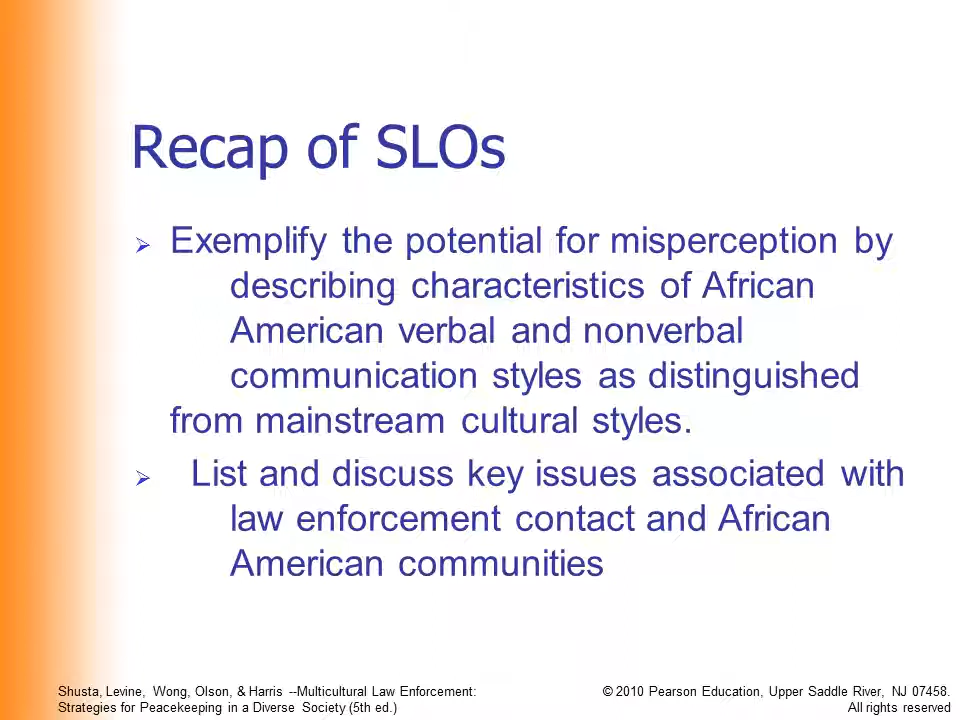 Recap of SLOs
Exemplify the potential for misperception by
describing characteristics of African
American verbal and nonverbal
communication styles as distinguished
from mainstream cultural styles.
List and discuss key issues associated with
law enforcement contact and African
American communities
Shusta, Levine, Wong, Olson, & Harris --Multicultural Law Enforcement:
Strategies for Peacekeeping in a Diverse Society (5th ed.)
© 2010 Pearson Education, Upper Saddle River, NJ 07458.
All rights reserved